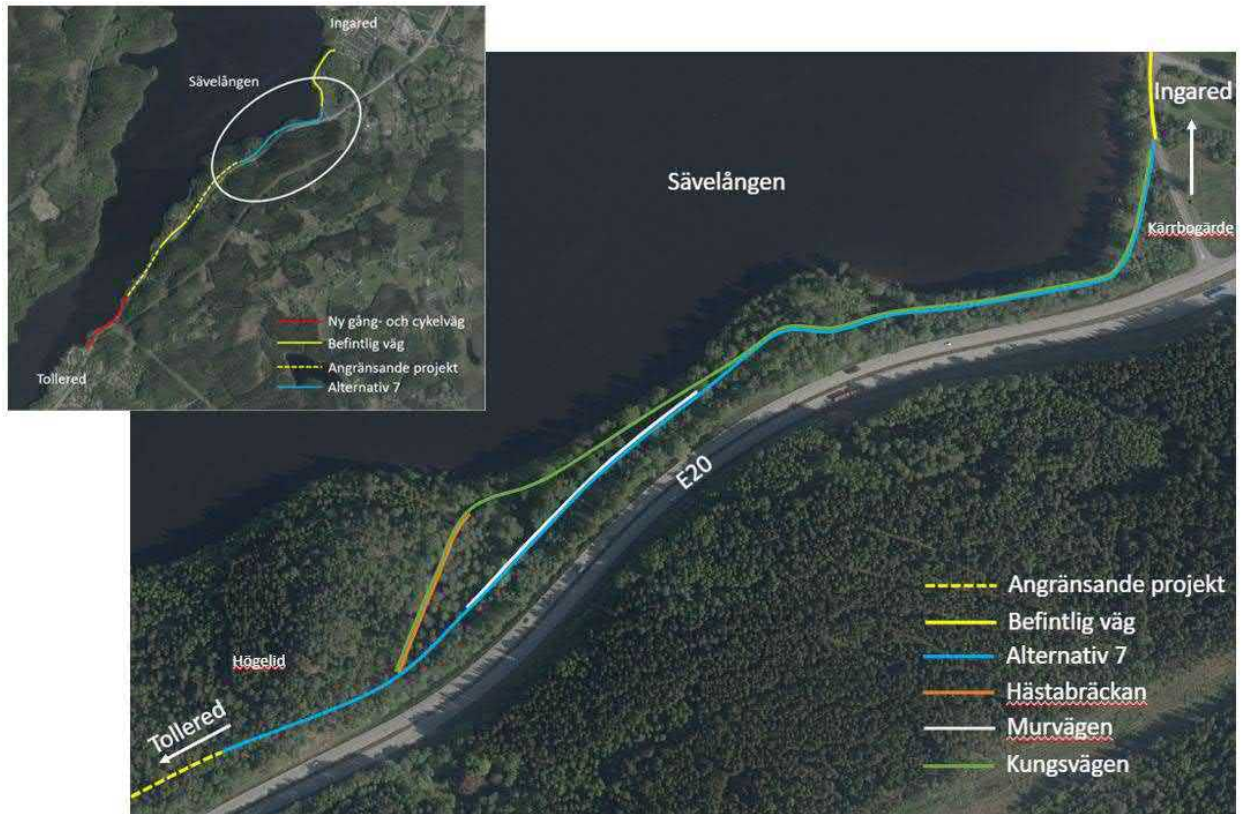 Ingared
Sävelången
Tollered
Ny gång- och cykelväg
Befintlig väg
Angränsande projekt
Alternativ 7
Ingared
Sävelången
Kärrbogärde
E20
Högelid
Tollered
Angränsande projekt
Befintlig väg
Alternativ 7
Hästabräckan
Murvägen
Kungsvägen